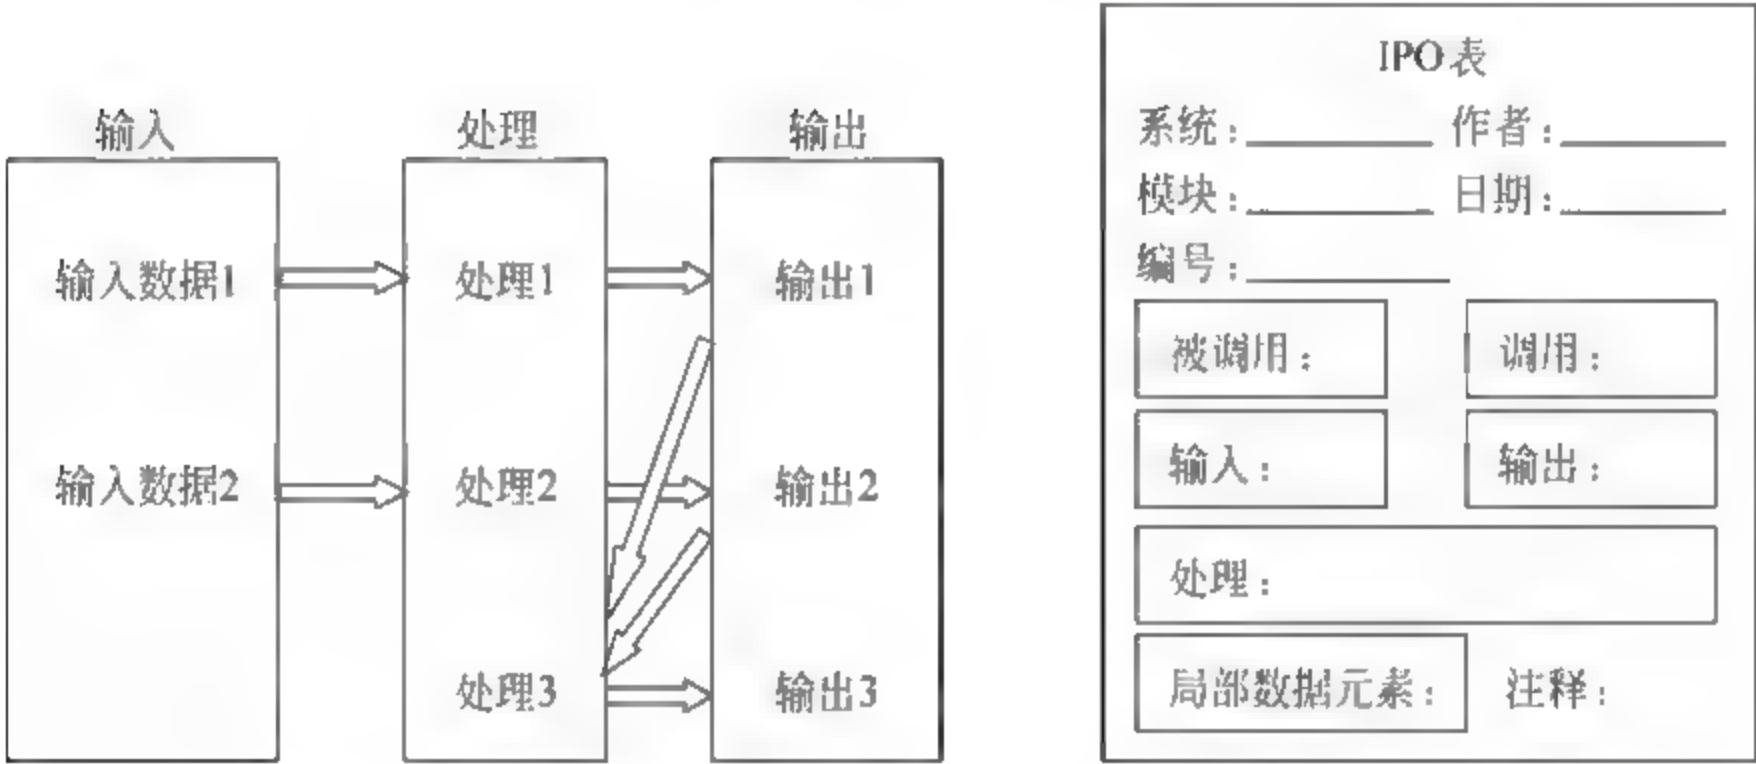 输入 处理 输出
输入数据1 处理1 输出1
输入数据2 处理2 输出2
处理3 输出3
IPO表
系统： 作者：
模块： 日期：
编号：
被调用： 调用：
输入： 输出：
处理：
局部数据元素： 注释：